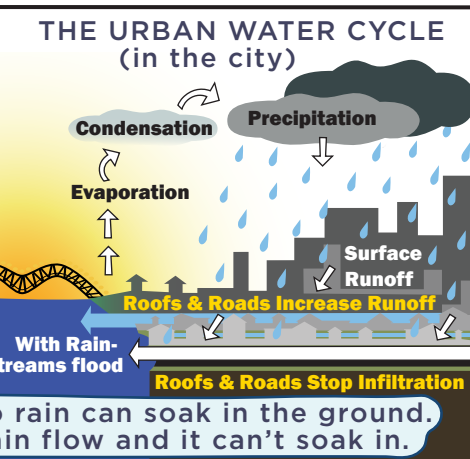 THE URBAN WATER CYCLE
(in the city)
Condensation
Precipitation
Evaporation
Surface
Runoff
Roofs & Roads Increase Runoff
With Rain-
treams flood
Roofs & Roads Stop Infiltration
rain can soak in the ground.
in flow and it can't soak in.